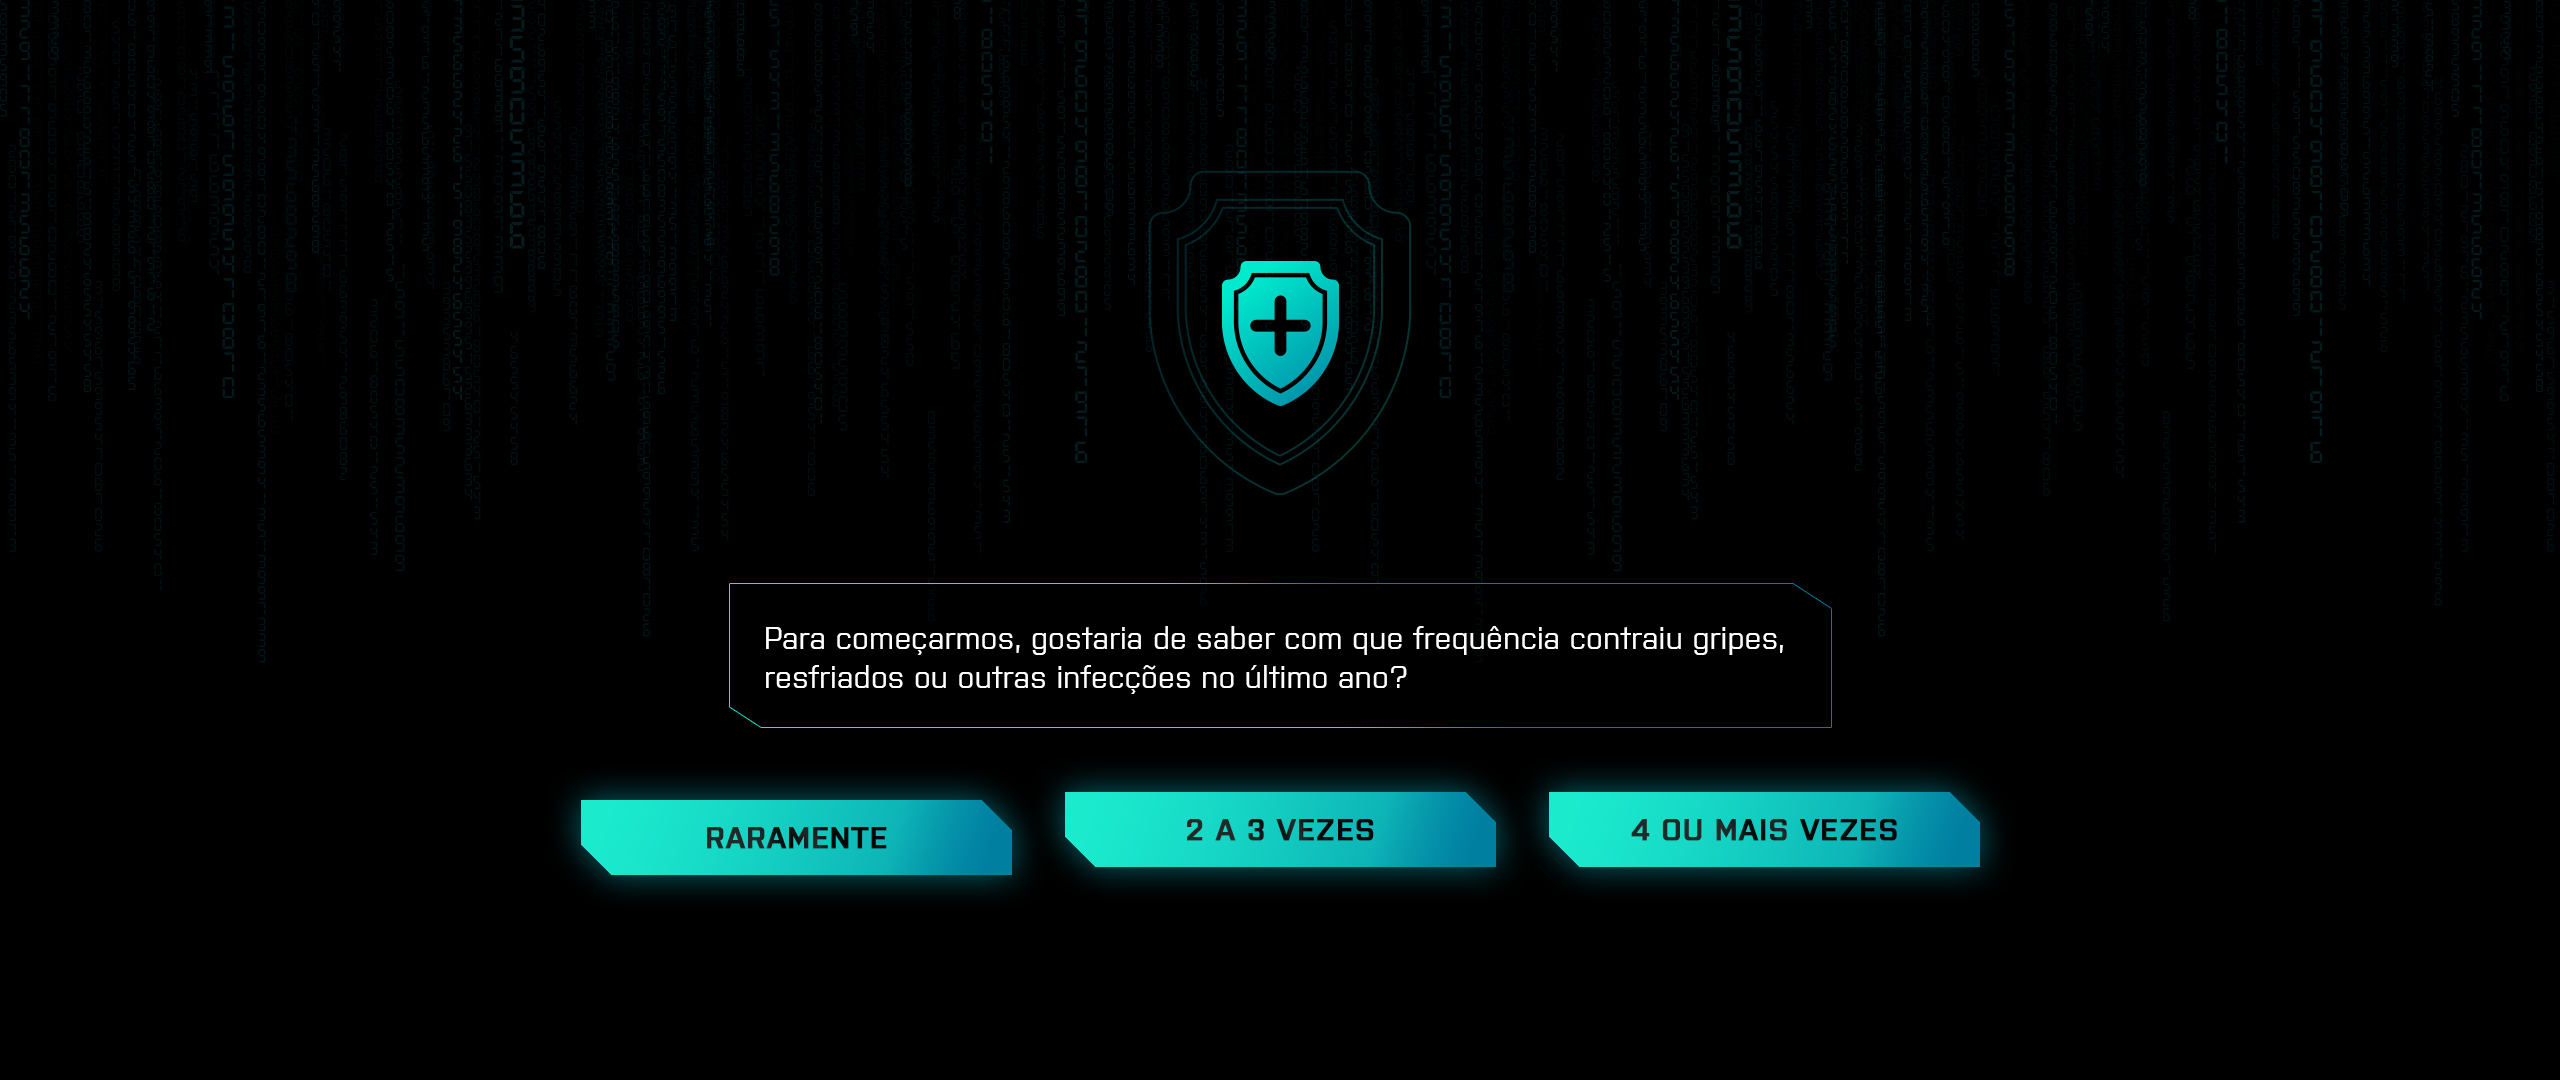 Para começarmos, gostaria de saber com que frequência contraiu gripes,
resfriados ou outras infecções no último ano?
RARAMENTE
2 A 3 VEZES
4 OU MAIS VEZES